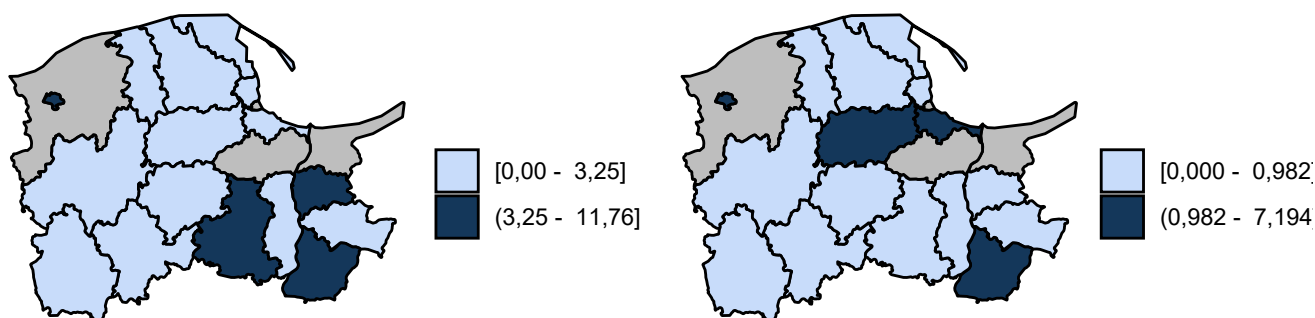 [0,00 - 3,25]
(3,25 - 11,76]
[0,000 - 0,982]
(0,982 - 7,194]